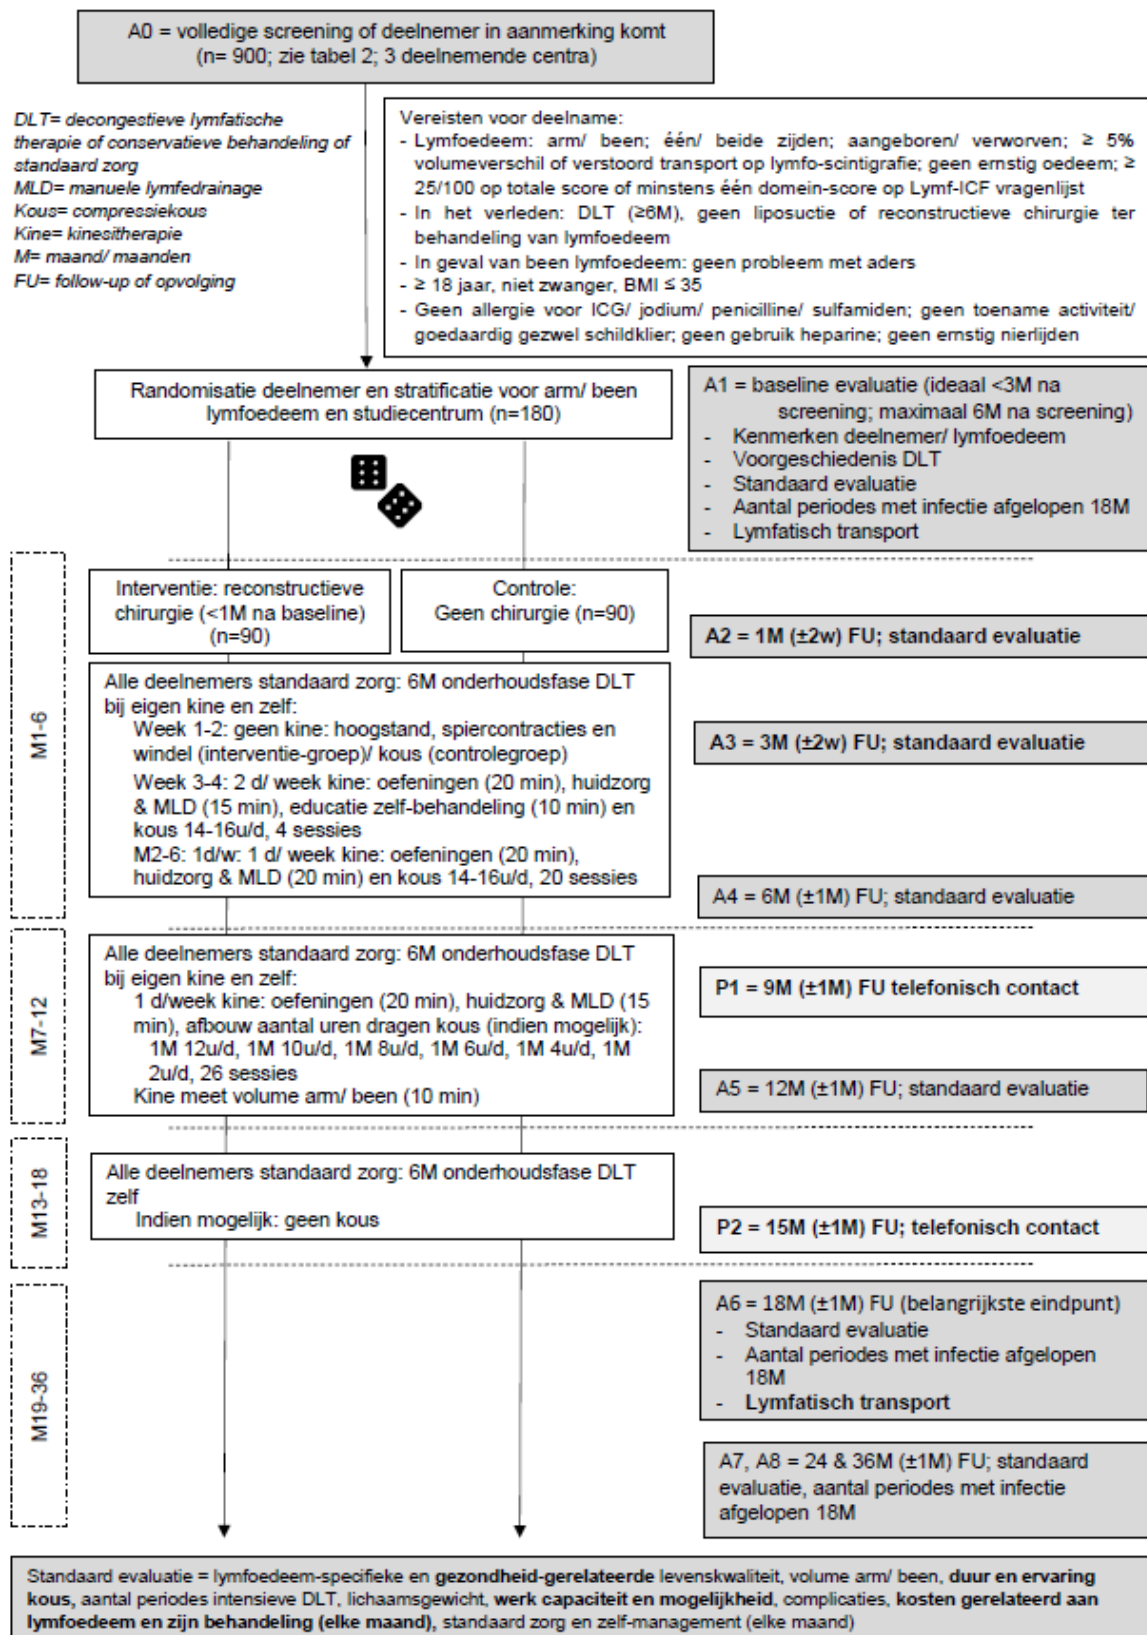 A0 = volledige screening of deelnemer in aanmerking komt
(n= 900; zie tabel 2; 3 deelnemende centra)
DLT= decongestieve lymfatische
therapie of conservatieve behandeling of
standaard zorg
MLD= manuele lymfedrainage
Kous= compressiekous
Kine= kinesitherapie
M= maand/ maanden
FU= follow-up of opvolging
Vereisten voor deelname:
- Lymfoedeem: arm/ been; één/ beide zijden; aangeboren/ verworven; ≥ 5%
volumeverschil of verstoord transport op lymfo-scintigrafie; geen ernstig oedeem; ≥
25/100 op totale score of minstens één domein-score op Lymf-ICF vragenlijst
- In het verleden: DLT (≥6M), geen liposuctie of reconstructieve chirurgie ter
behandeling van lymfoedeem
- In geval van been lymfoedeem: geen probleem met aders
- ≥ 18 jaar, niet zwanger, BMI ≤ 35
- Geen allergie voor ICG/ jodium/ penicilline/ sulfamiden; geen toename activiteit/
goedaardig gezwel schildklier; geen gebruik heparine; geen ernstig nierlijden
Randomisatie deelnemer en stratificatie voor arm/ been
lymfoedeem en studiecentrum (n=180)
A1 = baseline evaluatie (ideaal <3M na
screening; maximaal 6M na screening)
- Kenmerken deelnemer/ lymfoedeem
- Voorgeschiedenis DLT
- Standaard evaluatie
- Aantal periodes met infectie afgelopen 18M
- Lymfatisch transport
M1-6
Interventie: reconstructieve
chirurgie (<1M na baseline)
(n=90)
Controle:
Geen chirurgie (n=90)
A2 = 1M (±2w) FU; standaard evaluatie
Alle deelnemers standaard zorg: 6M onderhoudsfase DLT
bij eigen kine en zelf:
Week 1-2: geen kine: hoogstand, spiercontracties en
windel (interventie-groep)/ kous (controlegroep)
Week 3-4: 2 d/ week kine: oefeningen (20 min), huidzorg
& MLD (15 min), educatie zelf-behandeling (10 min) en
kous 14-16u/d, 4 sessies
M2-6: 1d/w: 1 d/ week kine: oefeningen (20 min),
huidzorg & MLD (20 min) en kous 14-16u/d, 20 sessies
A3 = 3M (±2w) FU; standaard evaluatie
A4 = 6M (±1M) FU; standaard evaluatie
M7-12
Alle deelnemers standaard zorg: 6M onderhoudsfase DLT
bij eigen kine en zelf:
1 d/week kine: oefeningen (20 min), huidzorg & MLD (15
min), afbouw aantal uren dragen kous (indien mogelijk):
1M 12u/d, 1M 10u/d, 1M 8u/d, 1M 6u/d, 1M 4u/d, 1M
2u/d, 26 sessies
Kine meet volume arm/ been (10 min)
P1 = 9M (±1M) FU telefonisch contact
A5 = 12M (±1M) FU; standaard evaluatie
M13-18
Alle deelnemers standaard zorg: 6M onderhoudsfase DLT
zelf
Indien mogelijk: geen kous
P2 = 15M (±1M) FU; telefonisch contact
M19-36
A6 = 18M (±1M) FU (belangrijkste eindpunt)
- Standaard evaluatie
- Aantal periodes met infectie afgelopen
18M
- Lymfatisch transport
A7, A8 = 24 & 36M (±1M) FU; standaard
evaluatie, aantal periodes met infectie
afgelopen 18M
Standaard evaluatie = lymfoedeem-specifieke en gezondheid-gerelateerde levenskwaliteit, volume arm/ been, duur en ervaring
kous, aantal periodes intensieve DLT, lichaamsgewicht, werk capaciteit en mogelijkheid, complicaties, kosten gerelateerd aan
lymfoedeem en zijn behandeling (elke maand), standaard zorg en zelf-management (elke maand)